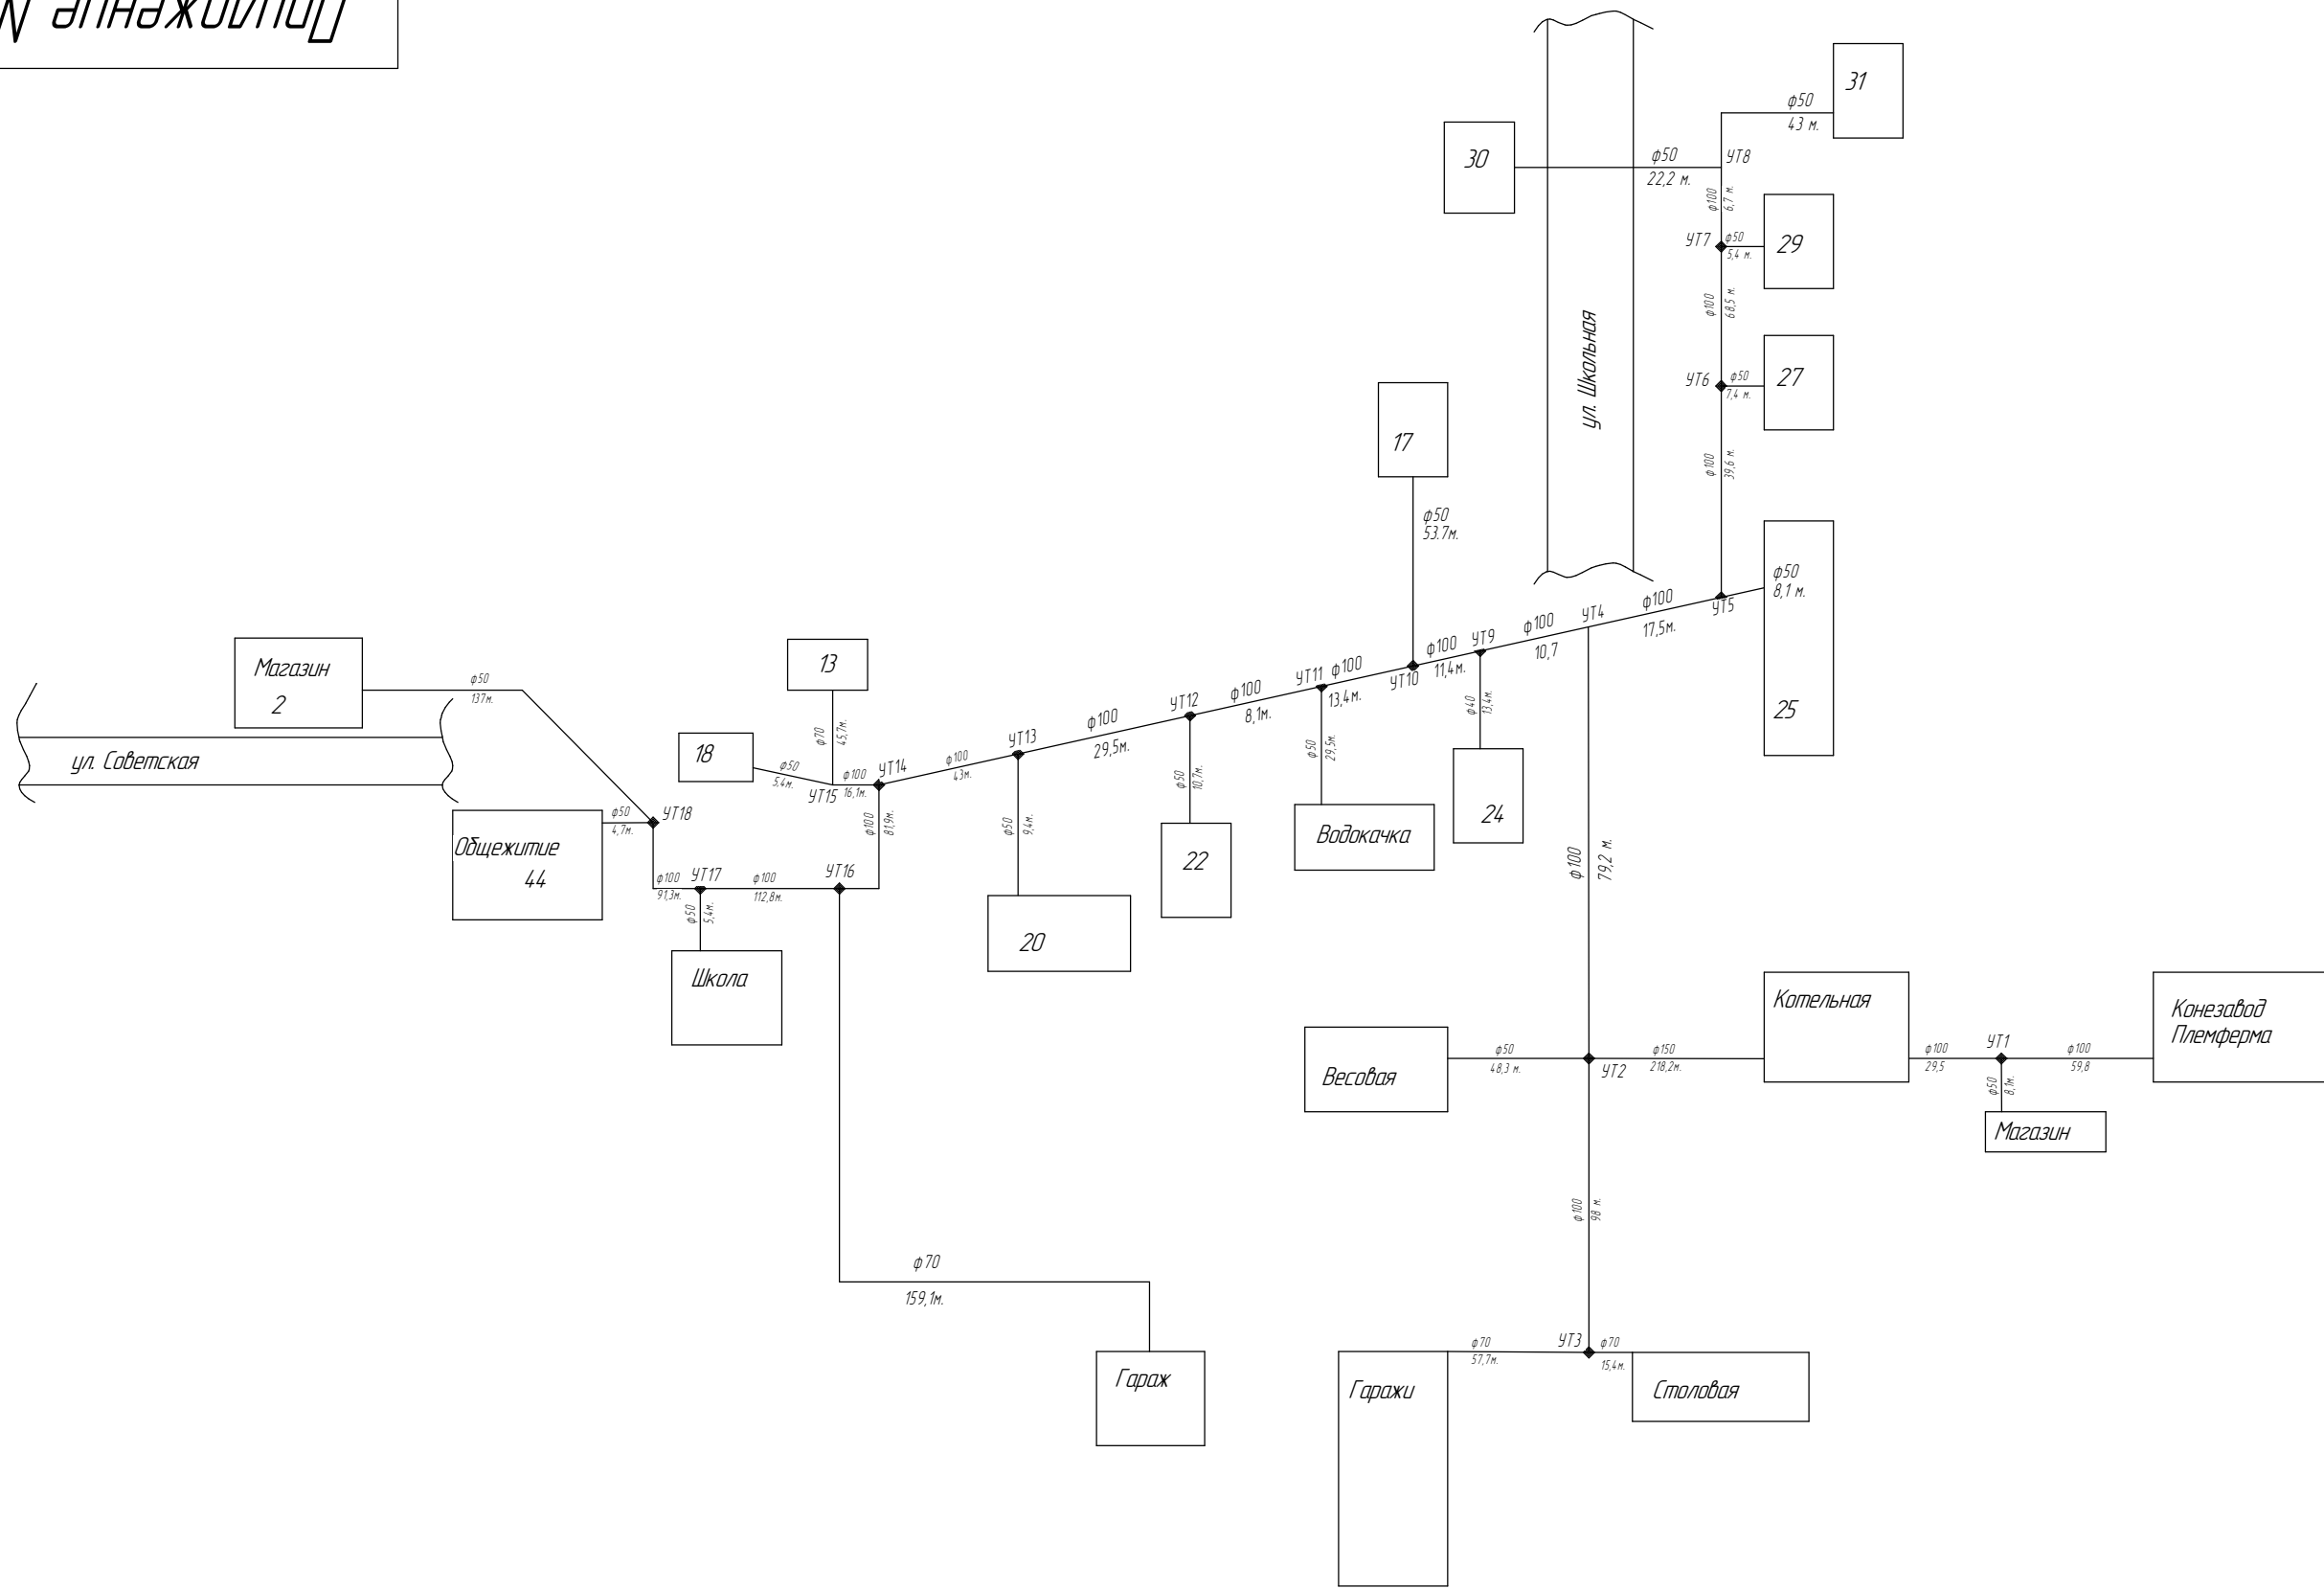 Приложение
31
ф50
43 м.
30
ф50
22,2 м.
УТ8
ф100
6,7 м.
УТ7
ф50
5,4 м.
29
ф100
68,5 м.
ул. Школьная
УТ6
ф50
7,4 м.
27
17
ф100
39,6 м.
ф50
53.7м.
ф50
8,1 м.
25
УТ5
ф100
17,5м.
УТ4
ф100
10,7
УТ9
ф100
11,4м.
УТ10
ф100
13,4м.
УТ11
ф100
8,1м.
УТ12
ф100
29,5м.
УТ13
ф100
43м.
УТ14
ф100
16,1м.
УТ15
13
ф70
45,7м.
18
ф50
5,4м.
Магазин
2
ф50
137м.
ул. Советская
ф40
13,4м.
24
ф50
29,5м.
Водокачка
ф50
10,7м.
22
ф50
9,4м.
20
ф100
81,9м.
УТ18
ф50
4,7м.
Общежитие
44
ф100
91,3м.
УТ17
ф100
112,8м.
УТ16
ф50
5,4м.
Школа
ф100
79,2 м.
Котельная
Конезавод
Племферма
ф100
29,5
УТ1
ф100
59,8
ф50
8,1м.
Магазин
Весовая
ф50
48,3 м.
ф150
218,2м.
УТ2
ф100
98 м.
ф70
159,1м.
Гараж
УТ3
ф70
57,7м.
ф70
15,4м.
Гаражи
Столовая